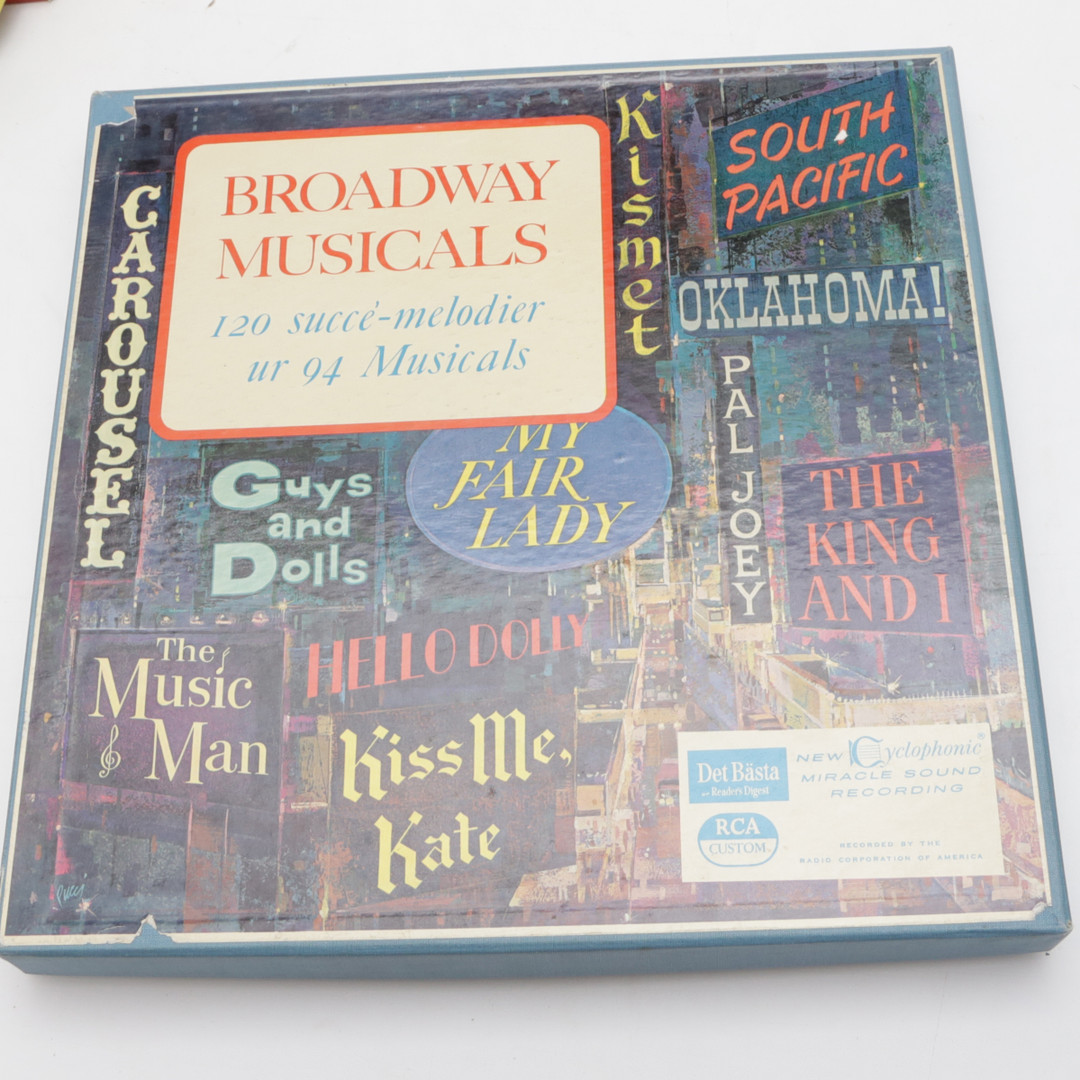 BROADWAY
MUSICALS
120 succé-melodier
ur 94 Musicals
CAROUSEL
Kismet
SOUTH
PACIFIC
OKLAHOMA!
PAL JOEY
THE
KING
AND I
MY
FAIR
LADY
Guys
and
Dolls
HELLO DOLLY
The
Music
Man
Kiss Me,
Kate
Det Bästa
Reader's Digest
RCA
CUSTOM
NEW Cyclophonic®
MIRACLE SOUND
RECORDING
RECORDED BY THE
RADIO CORPORATION OF AMERICA
Pucci